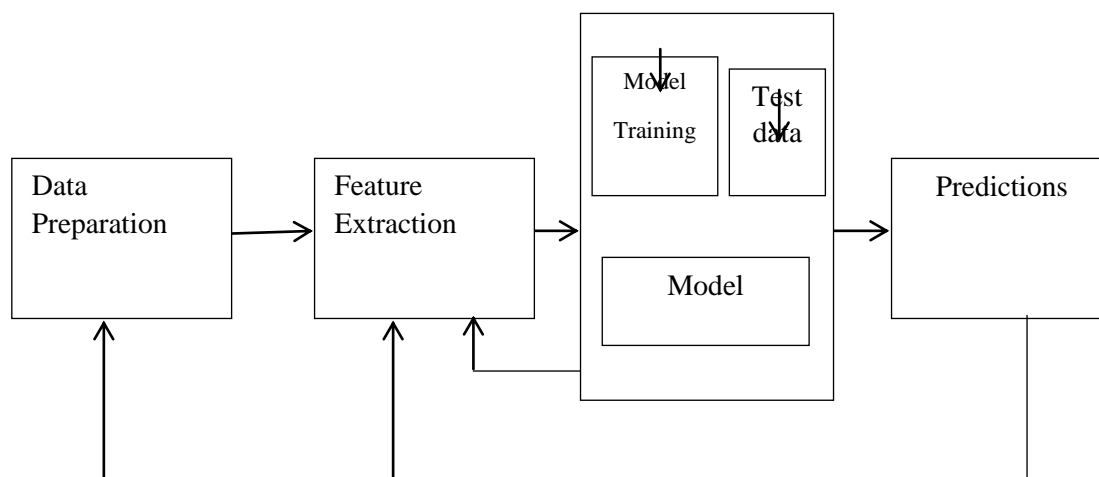 Data
Preparation
Feature
Extraction
Model
Training
Test
data
Model
Predictions